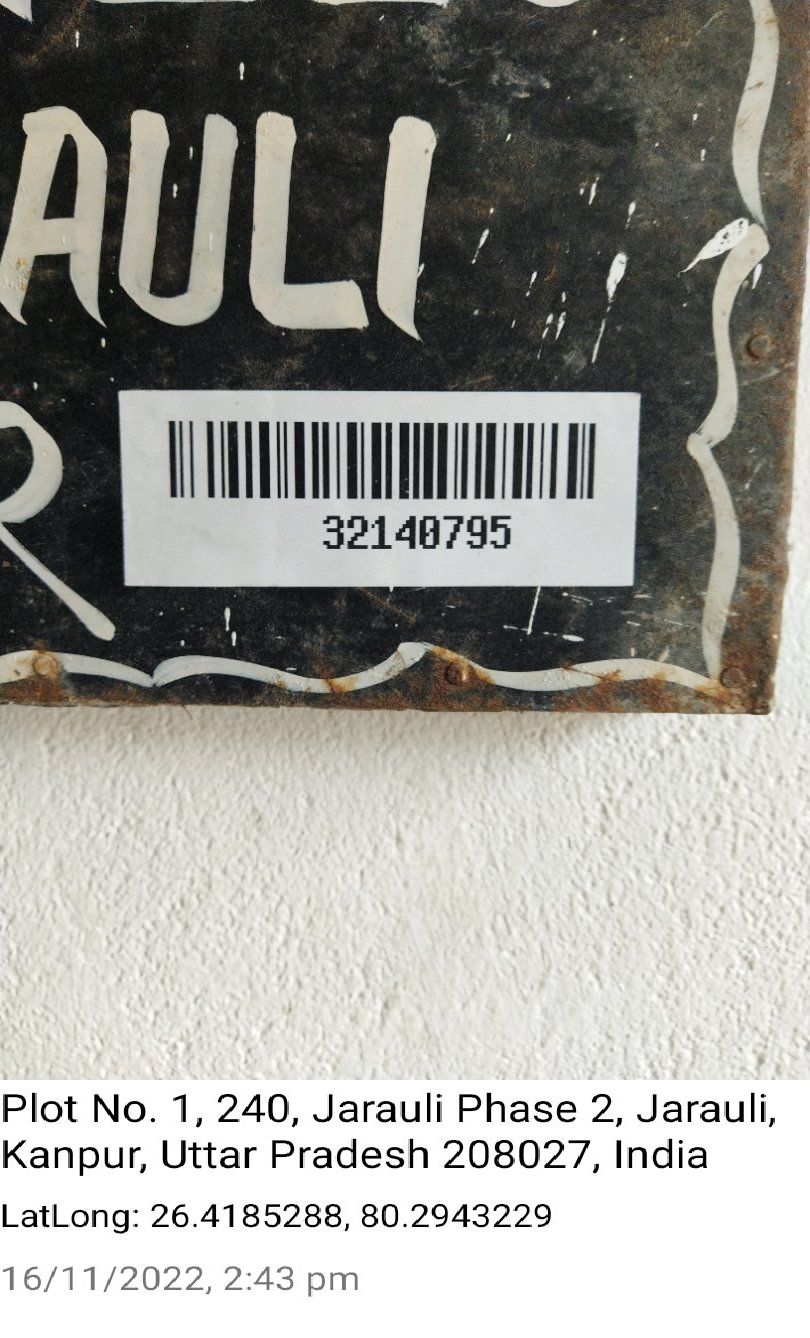 AULI
R
32140795
Plot No. 1, 240, Jarauli Phase 2, Jarauli,
Kanpur, Uttar Pradesh 208027, India
LatLong: 26.4185288, 80.2943229
16/11/2022, 2:43 pm